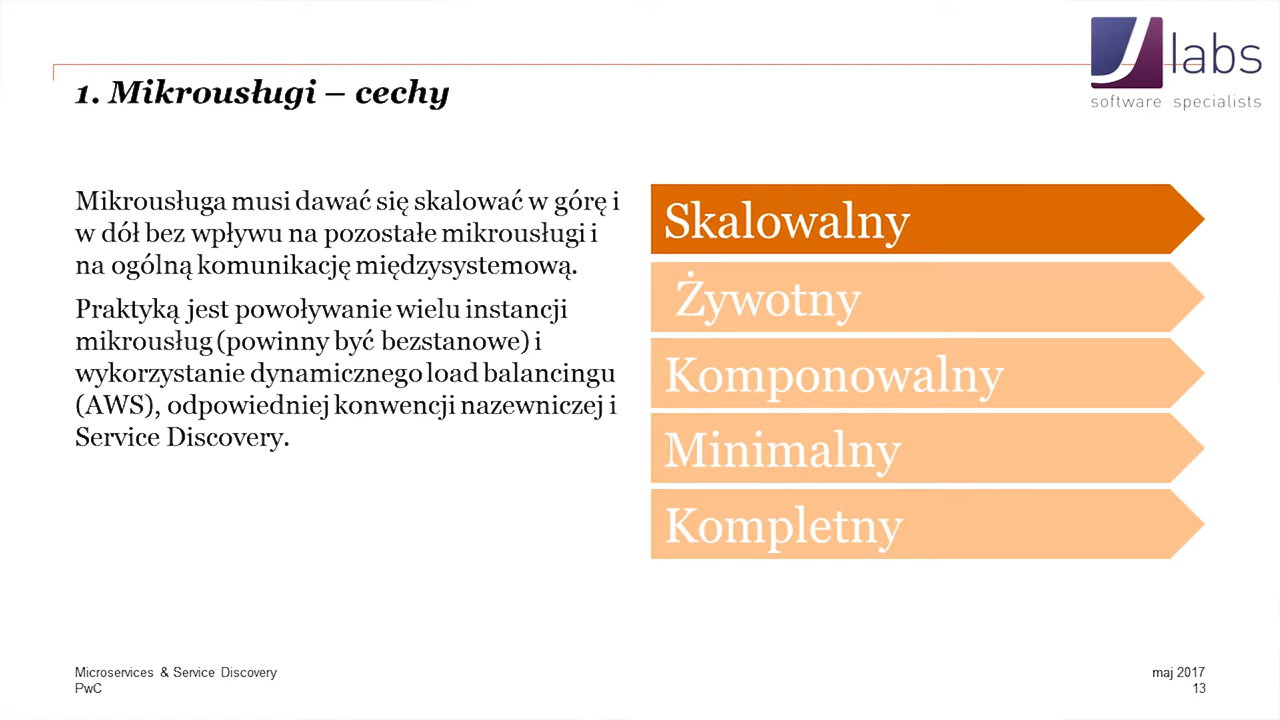 J labs
software specialists
1. Mikrousługi – cechy
Mikrousługa musi dawać się skalować w górę i
w dół bez wpływu na pozostałe mikrousługi i
na ogólną komunikację międzysystemową.
Praktyką jest powoływanie wielu instancji
mikrousług (powinny być bezstanowe) i
wykorzystanie dynamicznego load balancingu
(AWS), odpowiedniej konwencji nazewniczej i
Service Discovery.
Skalowalny
Żywotny
Komponowalny
Minimalny
Kompletny
Microservices & Service Discovery
PwC
maj 2017
13